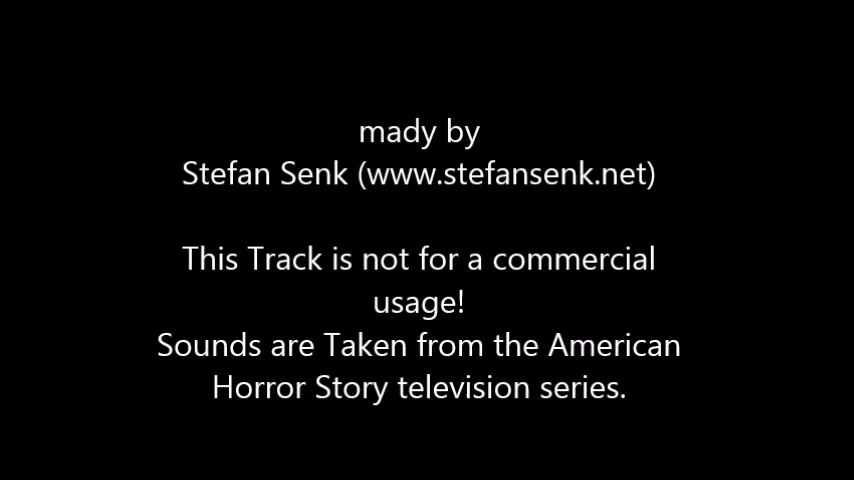 mady by
Stefan Senk (www.stefansenk.net)
This Track is not for a commercial
usage!
Sounds are Taken from the American
Horror Story television series.